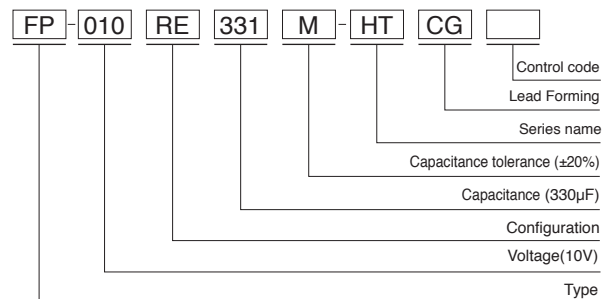 FP-010 RE 331 M-HT CG
Control code
Lead Forming
Series name
Capacitance tolerance (±20%)
Capacitance (330µF)
Configuration
Voltage(10V)
Type